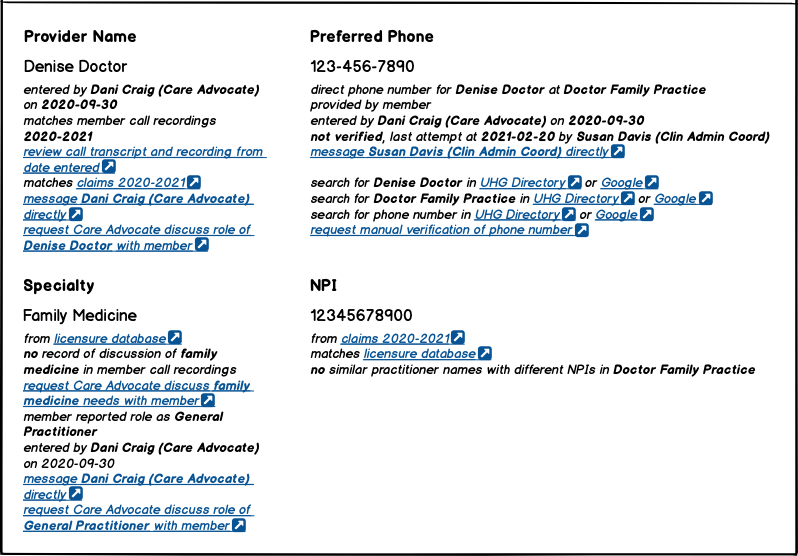 Provider Name
Denise Doctor
entered by Dani Craig (Care Advocate)
on 2020-09-30
matches member call recordings
2020-2021
review call transcript and recording from
date entered
matches claims 2020-2021
message Dani Craig (Care Advocate)
directly
request Care Advocate discuss role of
Denise Doctor with member
Preferred Phone
123-456-7890
direct phone number for Denise Doctor at Doctor Family Practice
provided by member
entered by Dani Craig (Care Advocate) on 2020-09-30
not verified, last attempt at 2021-02-20 by Susan Davis (Clin Admin Coord)
message Susan Davis (Clin Admin Coord) directly
search for Denise Doctor in UHG Directory or Google
search for Doctor Family Practice in UHG Directory or Google
search for phone number in UHG Directory or Google
request manual verification of phone number
Specialty
Family Medicine
from licensure database
no record of discussion of family
medicine in member call recordings
request Care Advocate discuss family
medicine needs with member
member reported role as General
Practitioner
entered by Dani Craig (Care Advocate)
on 2020-09-30
message Dani Craig (Care Advocate)
directly
request Care Advocate discuss role of
General Practitioner with member
NPI
12345678900
from claims 2020-2021
matches licensure database
no similar practitioner names with different NPIs in Doctor Family Practice